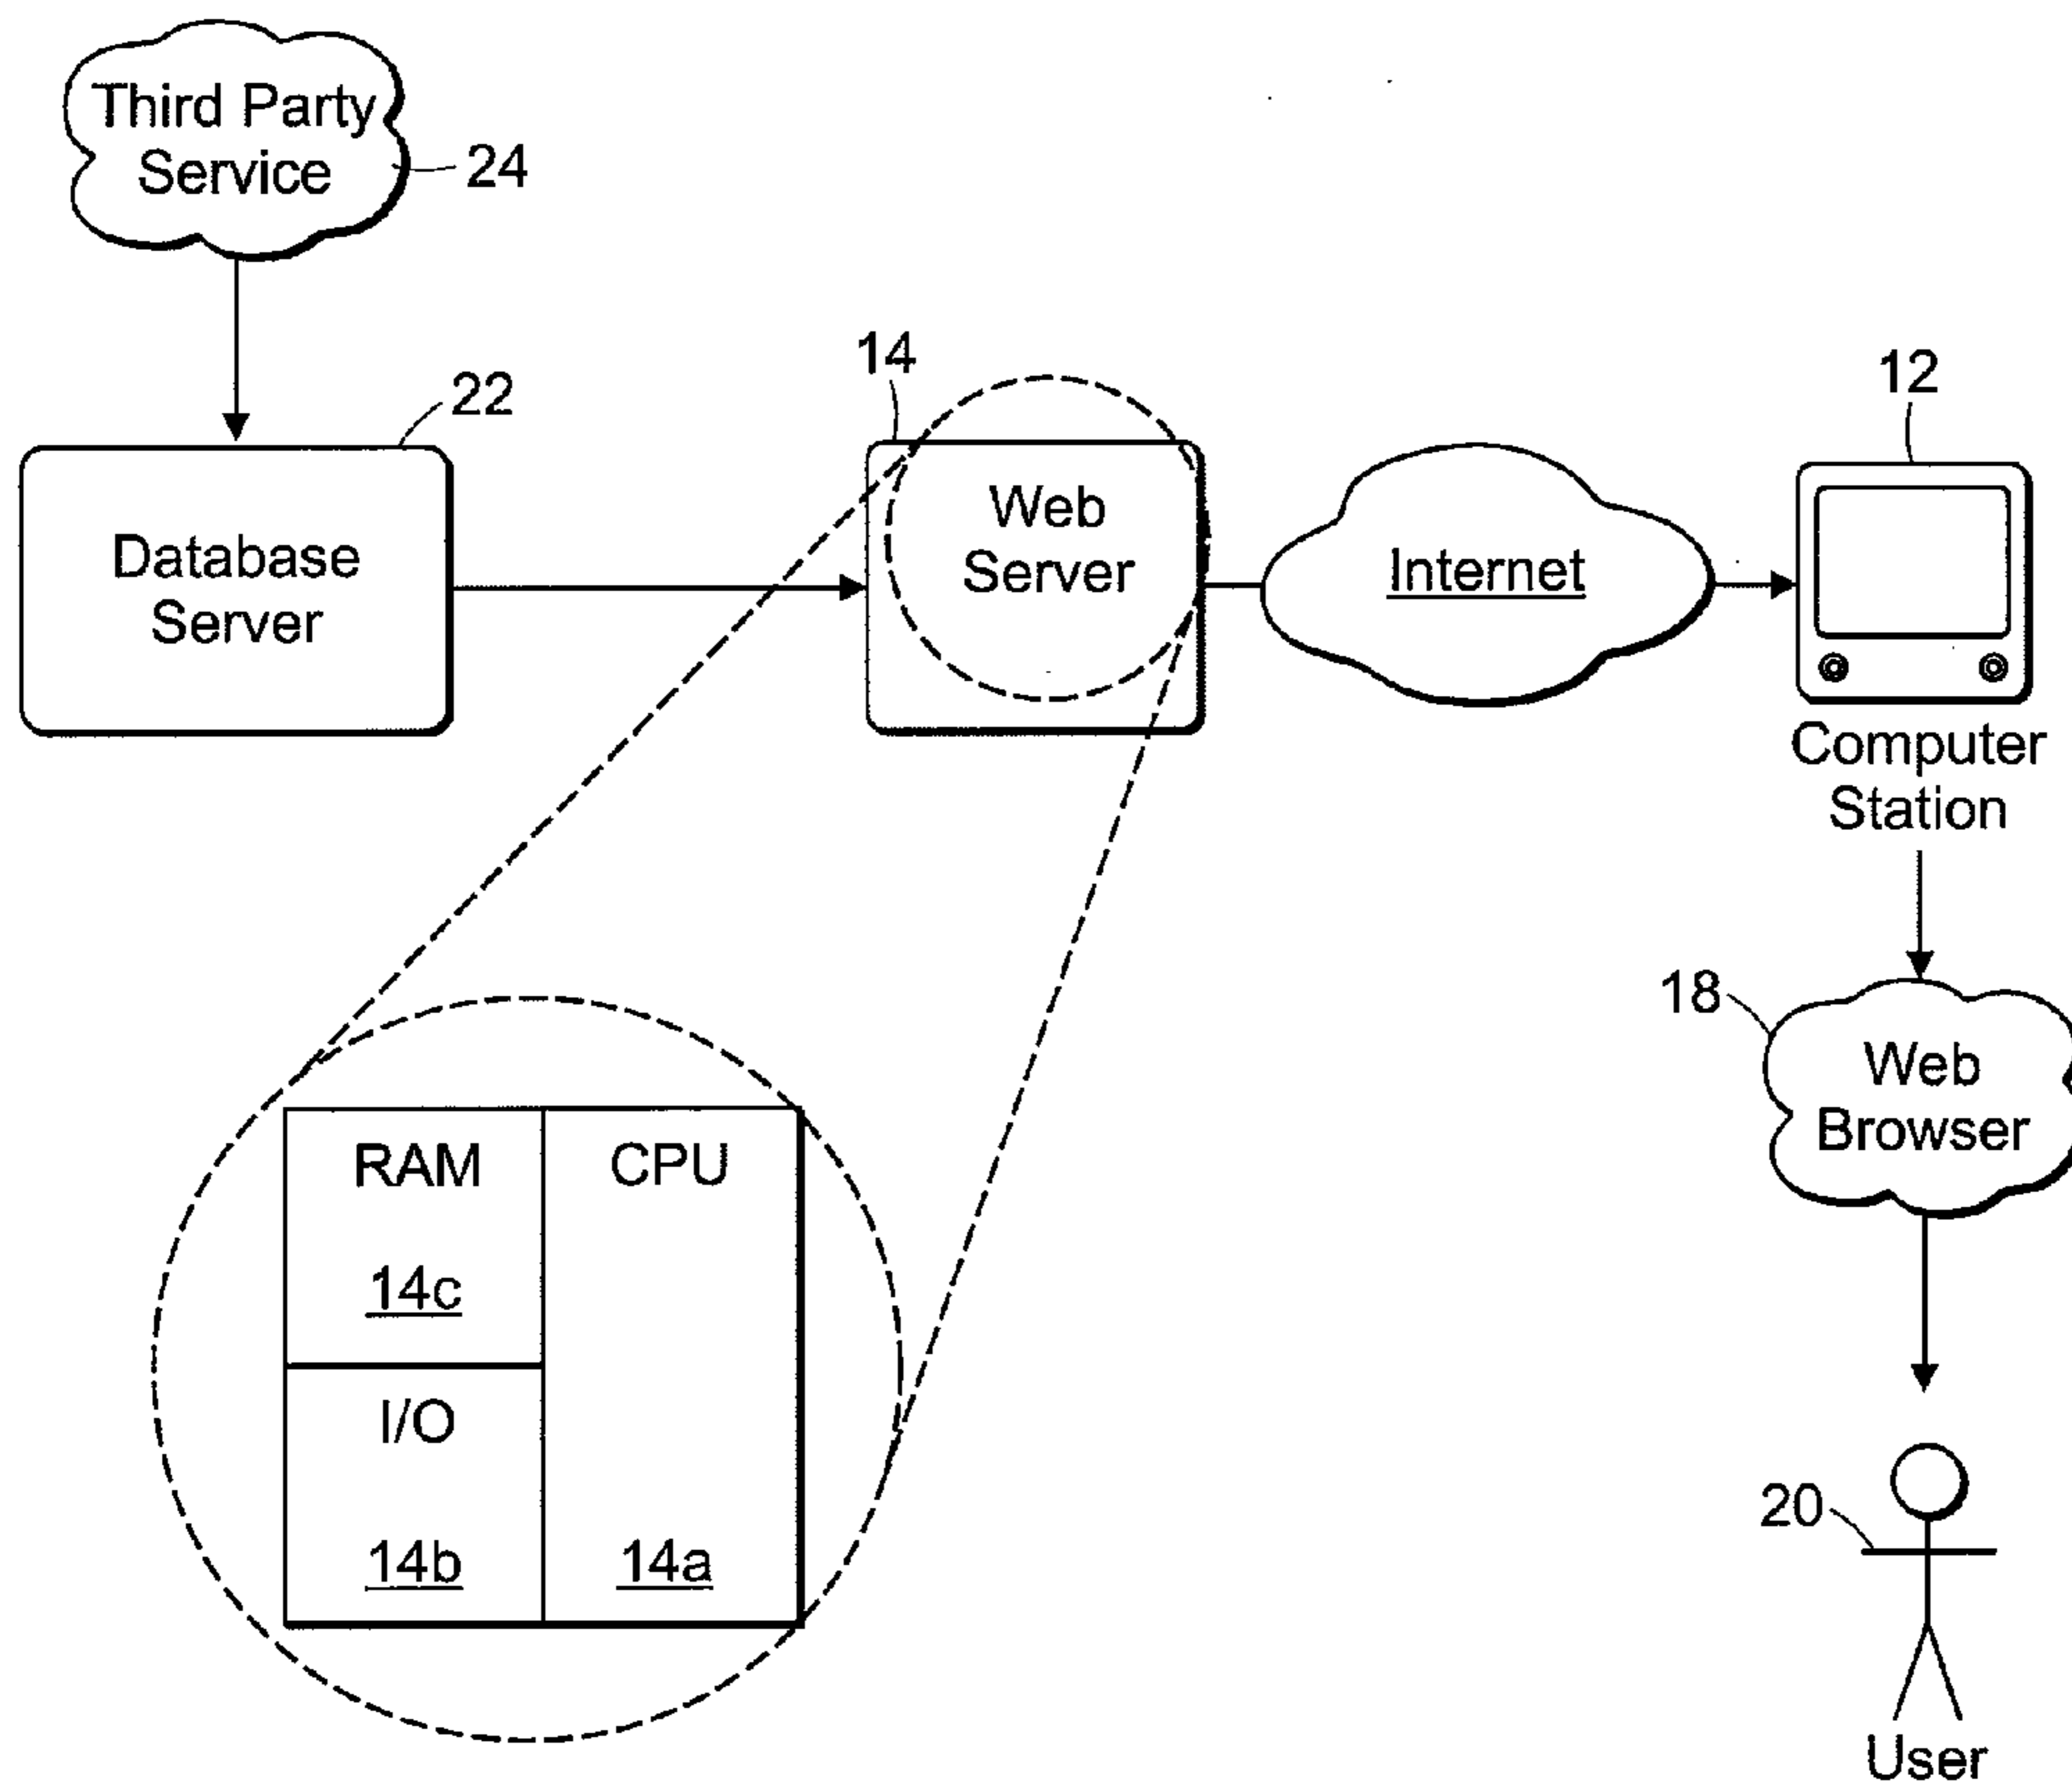 Third Party
Service
24
22
Database
Server
14
Web
Server
Internet
12
Computer
Station
18
Web
Browser
RAM
14c
CPU
I/O
14b
14a
20
User